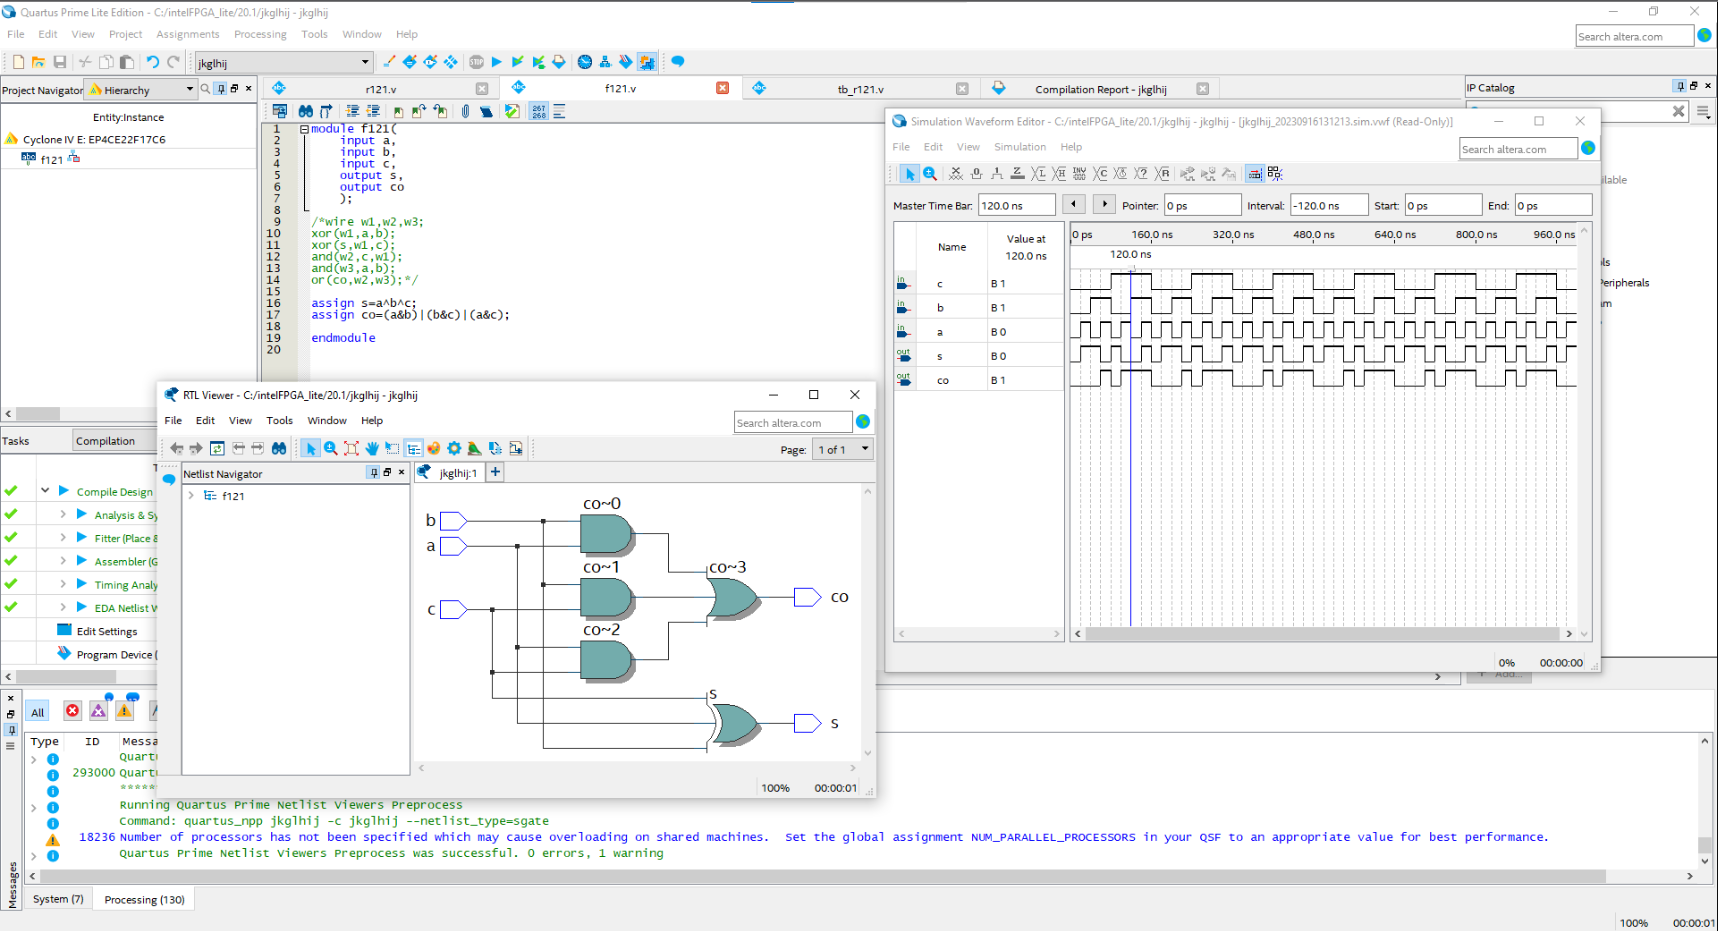 Quartus Prime Lite Edition - C:/intelFPGA_lite/20.1/jkglhij - jkglhij
File Edit View Project Assignments Processing Tools Window Help
Search altera.com
jkglhij
Project Navigator Hierarchy
r121.v
f121.v
tb_r121.v
Compilation Report - jkglhij
IP Catalog
Entity:Instance
Cyclone IV E: EP4CE22F17C6
f121
267
268
1 module f121(
2 input a,
3 input b,
4 input c,
5 output s,
6 output co
7 );
8
9 /*wire w1,w2,w3;
10 xor(w1,a,b);
11 xor(s,w1,c);
12 and(w2,c,w1);
13 and(w3,a,b);
14 or(co,w2,w3);*/
15
16 assign s=a^b^c;
17 assign co=(a&b)|(b&c)|(a&c);
18
19 endmodule
20
Simulation Waveform Editor - C:/intelFPGA_lite/20.1/jkglhij - jkglhij - [jkglhij_20230916131213.sim.vwf (Read-Only)]
File Edit View Simulation Help
Search altera.com
Master Time Bar: 120.0 ns Pointer: 0 ps Interval: -120.0 ns Start: 0 ps End: 0 ps
Name
Value at
120.0 ns
0 ps 160.0 ns 320.0 ns 480.0 ns 640.0 ns 800.0 ns 960.0 ns
120.0 ns
in c B 1
in b B 1
in a B 0
out s B 0
out co B 1
0% 00:00:00
ilable
ls
Peripherals
am
Add...
Tasks Compilation
Compile Design
Analysis & Sy
Fitter (Place &
Assembler (G
Timing Analy
EDA Netlist W
Edit Settings
Program Device (
RTL Viewer - C:/intelFPGA_lite/20.1/jkglhij - jkglhij
File Edit View Tools Window Help
Search altera.com
Page: 1 of 1
Netlist Navigator
jkglhij:1
f121
co~0
b
a
co~1
co~3
c
co
co~2
s
s
100% 00:00:01
All
Type ID Messa
Quartu
293000 Quartu
Running Quartus Prime Netlist Viewers Preprocess
Command: quartus_npp jkglhij -c jkglhij --netlist_type=sgate
18236 Number of processors has not been specified which may cause overloading on shared machines. Set the global assignment NUM_PARALLEL_PROCESSORS in your QSF to an appropriate value for best performance.
Quartus Prime Netlist Viewers Preprocess was successful. 0 errors, 1 warning
Messages
System (7) Processing (130)
100% 00:00:01